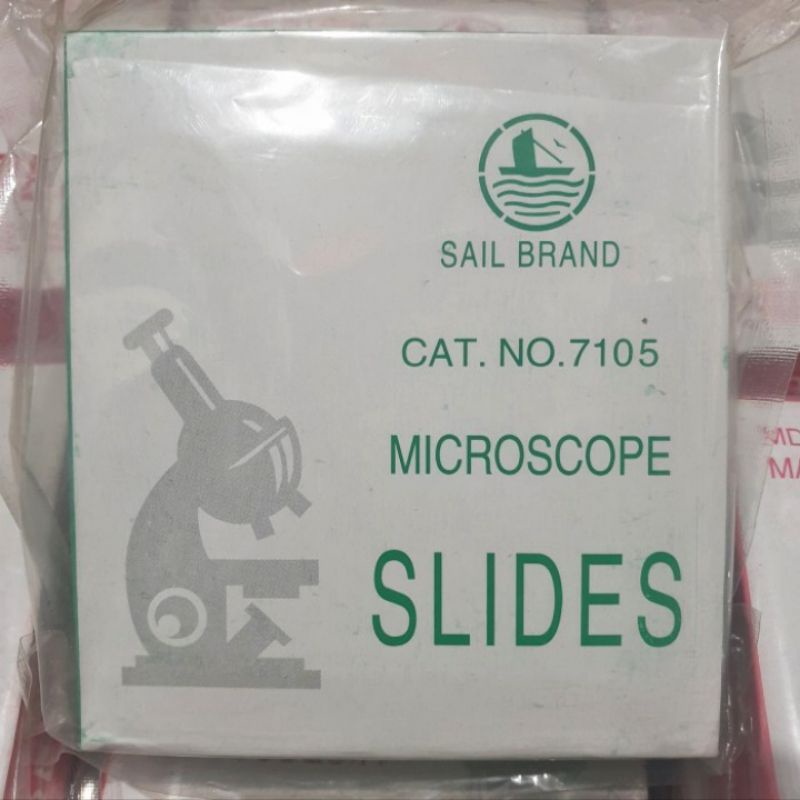 SAIL BRAND
CAT. NO.7105
MICROSCOPE
SLIDES